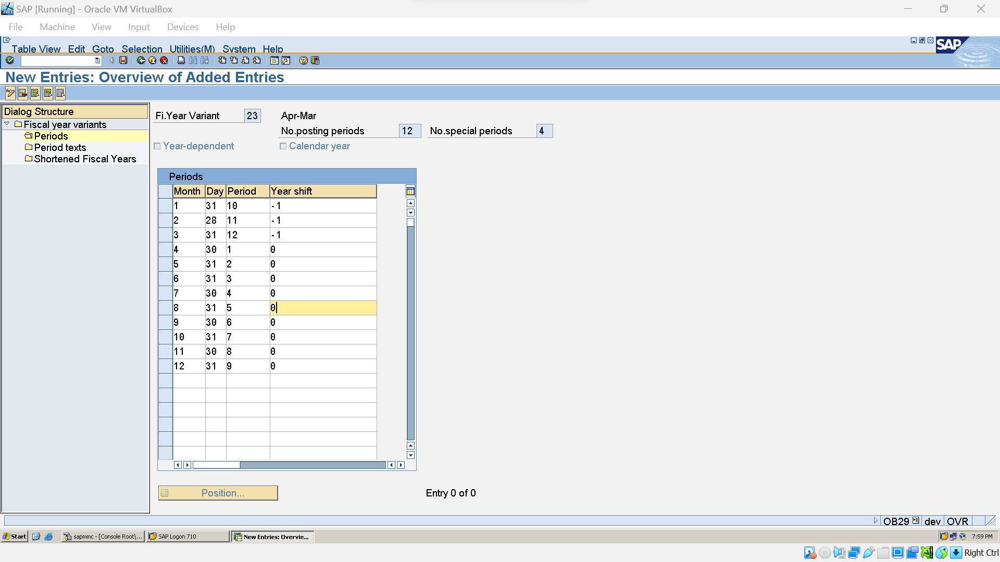 SAP [Running] - Oracle VM VirtualBox
File Machine View Input Devices Help
Table View Edit Goto Selection Utilities(M) System Help
SAP
New Entries: Overview of Added Entries
Dialog Structure
Fiscal year variants
Periods
Period texts
Shortened Fiscal Years
Fi.Year Variant 23 Apr-Mar
No.posting periods 12 No.special periods 4
Year-dependent Calendar year
Periods
Month Day Period Year shift
1 31 10 -1
2 28 11 -1
3 31 12 -1
4 30 1 0
5 31 2 0
6 31 3 0
7 30 4 0
8 31 5 0
9 30 6 0
10 31 7 0
11 30 8 0
12 31 9 0
Position... Entry 0 of 0
OB29 dev OVR
Start sapmmc - [Console Root\... SAP Logon 710 New Entries: Overvie... 7:59 PM
Right Ctrl